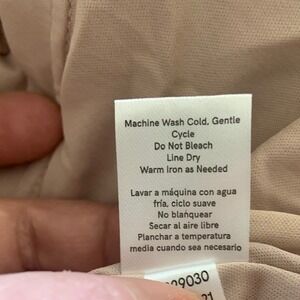 Machine Wash Cold, Gentle
Cycle
Do Not Bleach
Line Dry
Warm Iron as Needed
Lavar a máquina con agua
fría, ciclo suave
No blanquear
Secar al aire libre
Planchar a temperatura
media cuando sea necesario